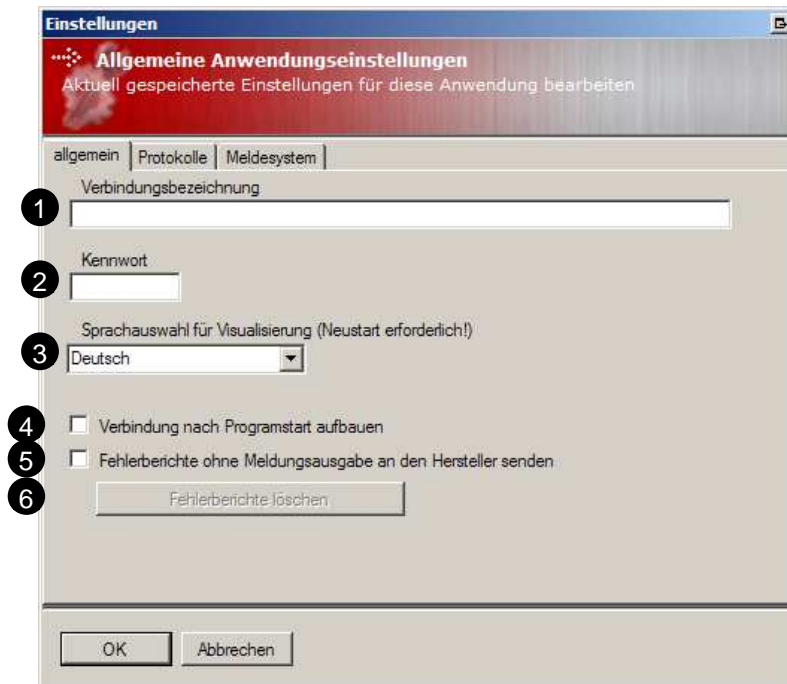 Einstellungen
Allgemeine Anwendungseinstellungen
Aktuell gespeicherte Einstellungen für diese Anwendung bearbeiten
allgemein Protokolle Meldesystem
Verbindungsbezeichnung
1
Kennwort
2
Sprachauswahl für Visualisierung (Neustart erforderlich!)
3 Deutsch
4 Verbindung nach Programstart aufbauen
5 Fehlerberichte ohne Meldungsausgabe an den Hersteller senden
6 Fehlerberichte löschen
OK Abbrechen